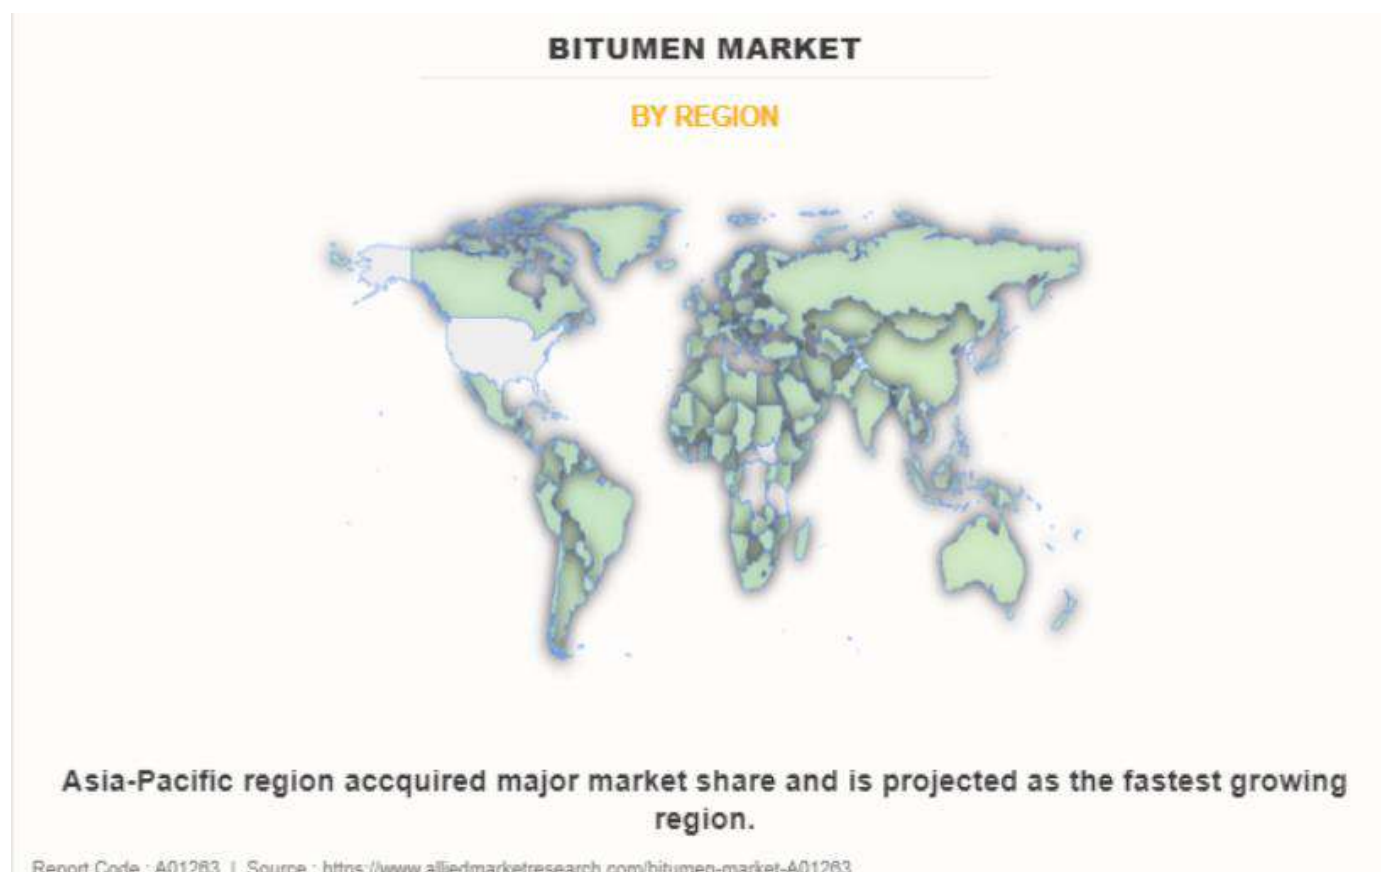 BITUMEN MARKET
BY REGION
Asia-Pacific region accquired major market share and is projected as the fastest growing
region.
Report Code : A01263 | Source : https://www.alliedmarketresearch.com/bitumen-market-A01263